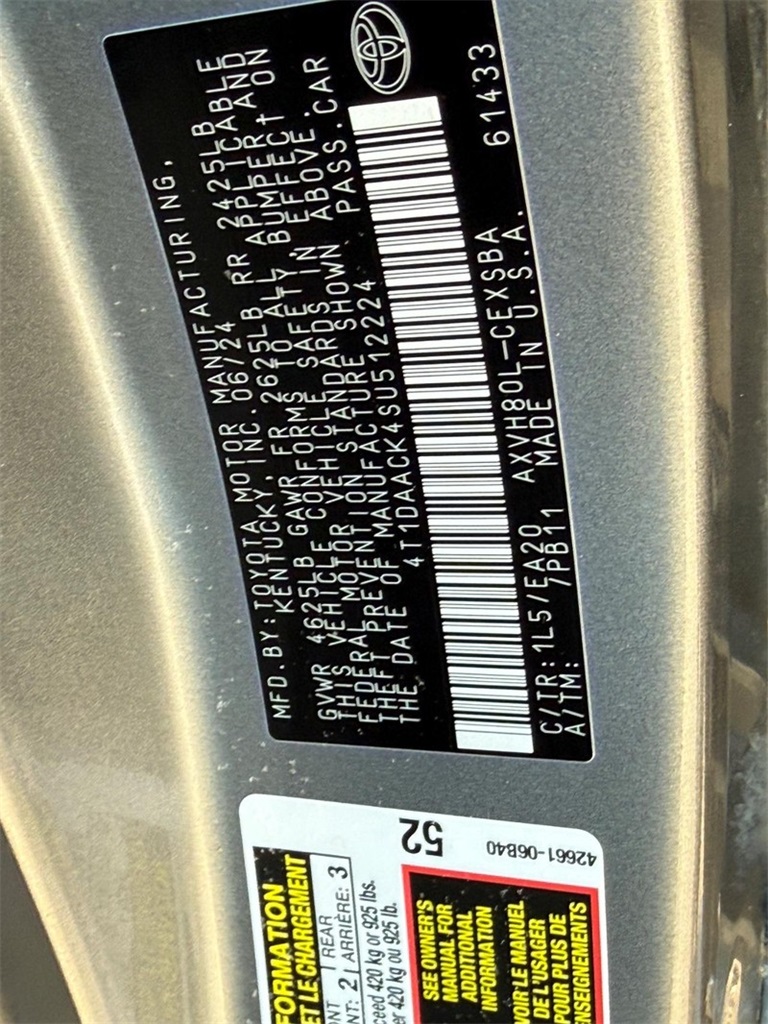 MFD.BY:TOYOTA MOTOR MANUFACTURING,
KENTUCKY, INC. 06/24
GVWR 4625LB GAWR FR 2625LB RR 2425LB
THIS VEHICLE CONFORMS TO ALL APPLICABLE
FEDERAL MOTOR VEHICLE SAFETY, BUMPER, AND
THEFT PREVENTION STANDARDS IN EFFECT ON
THE DATE OF MANUFACTURE SHOWN ABOVE.
4T1DAACK4SU512224 PASS.CAR
C/TR:1L5/EA20 AXVH80L-CEXSBA 61433
A/TM: /PB11 MADE IN U.S.A.
52
42661-06B40
FORMATION
ET LE CHARGEMENT
ONT | REAR
NT: 2 | ARRIÈRE: 3
ceed 420 kg or 925 lbs.
er 420 kg ou 925 lb.
SEE OWNER'S
MANUAL FOR
ADDITIONAL
INFORMATION
VOIR LE MANUEL
DE L'USAGER
POUR PLUS DE
ENSEIGNEMENTS